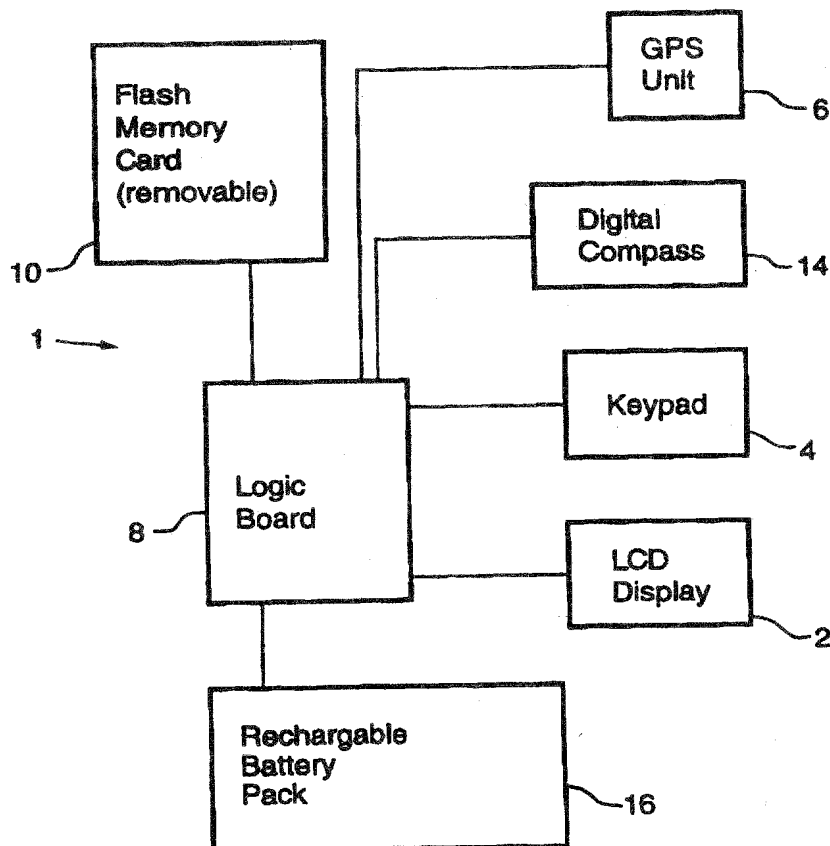 Flash
Memory
Card
(removable)
10
GPS
Unit
6
Digital
Compass
14
1
Keypad
4
Logic
Board
8
LCD
Display
2
Rechargable
Battery
Pack
16